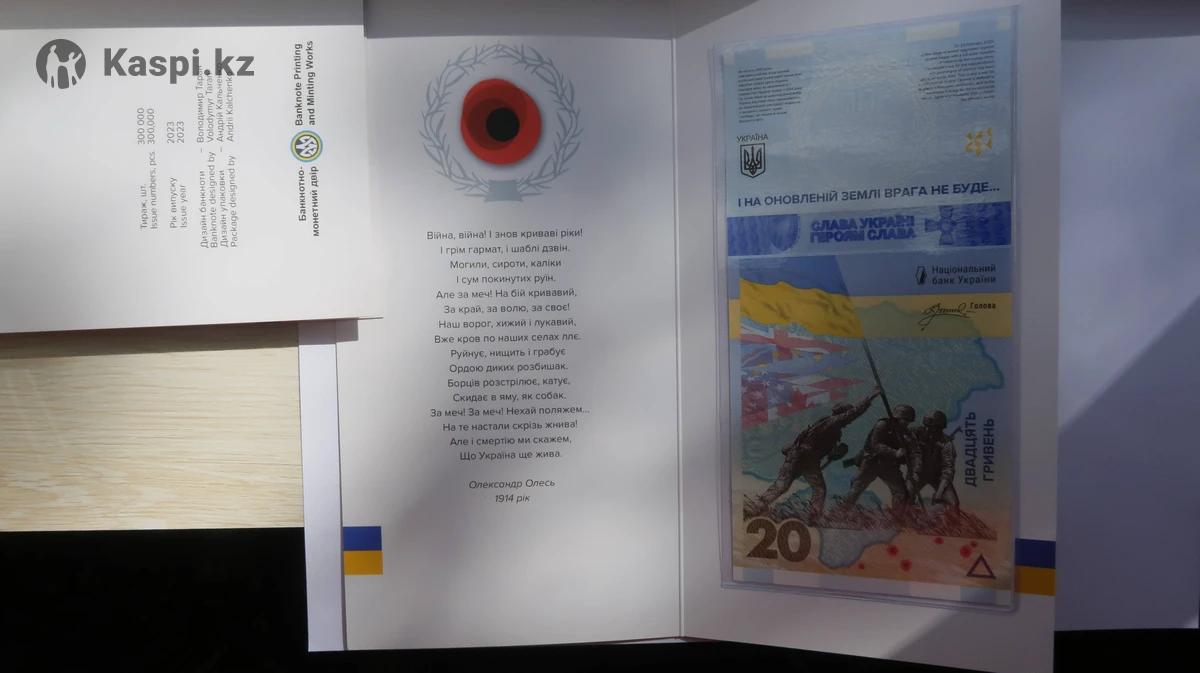 Kaspi.kz
Тираж, шт. 300 000
Issue numbers, pcs. 300,000
Рік випуску 2023
Issue year 2023
Дизайн банкноти – Володимир
Banknote designed by Volodymyr
Дизайн упаковки – Андрій
Package designed by Andrii Kalchenko
Банкнотно-
монетний двір
Banknote Printing
and Minting Works
Війна, війна! І знов криваві ріки!
І грім гармат, і шаблі дзвін.
Могили, сироти, каліки
І сум покинутих руїн.
Але за меч! На бій кривавий,
За край, за волю, за своє!
Наш ворог, хижий і лукавий,
Вже кров по наших селах ллє.
Руйнує, нищить і грабує
Ордою диких розбишак.
Борців розстрілює, катує,
Скидає в яму, як собак.
За меч! За меч! Нехай поляжем...
На те настали скрізь жнива!
Але і смертію ми скажем,
Що Україна ще жива.
Олександр Олесь
1914 рік
УКРАЇНА
І НА ОНОВЛЕНІЙ ЗЕМЛІ ВРАГА НЕ БУДЕ...
СЛАВА УКРАЇНІ
ГЕРОЯМ СЛАВА
Національний
банк України
Голова
ДВАДЦЯТЬ
ГРИВЕНЬ
20